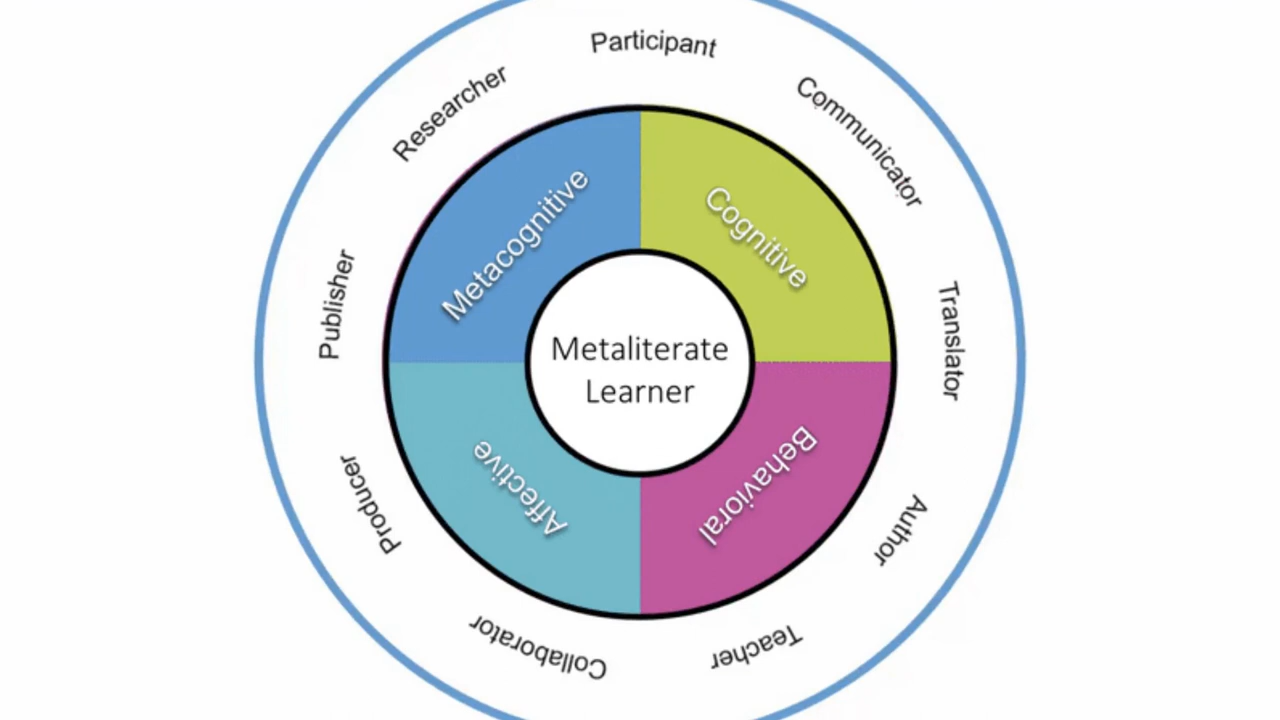 Participant
Communicator
Translator
Author
Teacher
Collaborator
Producer
Publisher
Researcher
Metacognitive
Cognitive
Behavioral
Affective
Metaliterate
Learner